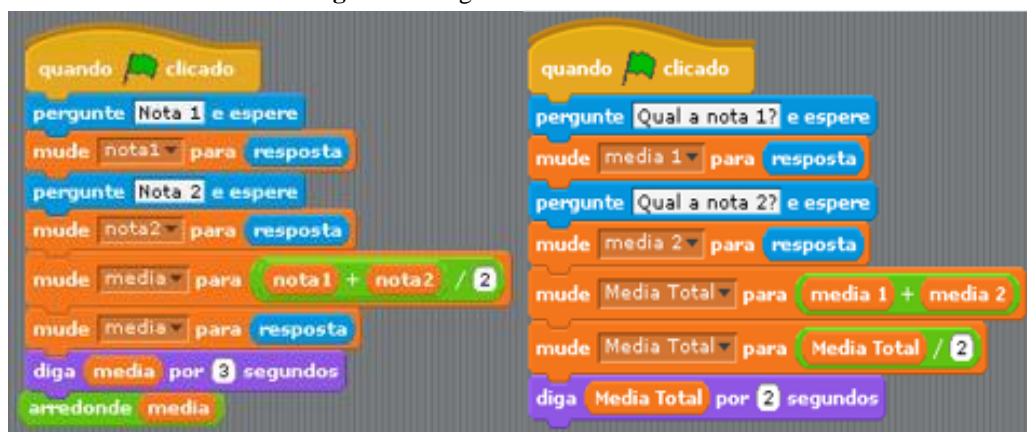 quando clicado
pergunte Nota 1 e espere
mude nota1 para resposta
pergunte Nota 2 e espere
mude nota2 para resposta
mude media para nota1 + nota2 / 2
mude media para resposta
diga media por 3 segundos
arredonde media
quando clicado
pergunte Qual a nota 1? e espere
mude media 1 para resposta
pergunte Qual a nota 2? e espere
mude media 2 para resposta
mude Media Total para media 1 + media 2
mude Media Total para Media Total / 2
diga Media Total por 2 segundos